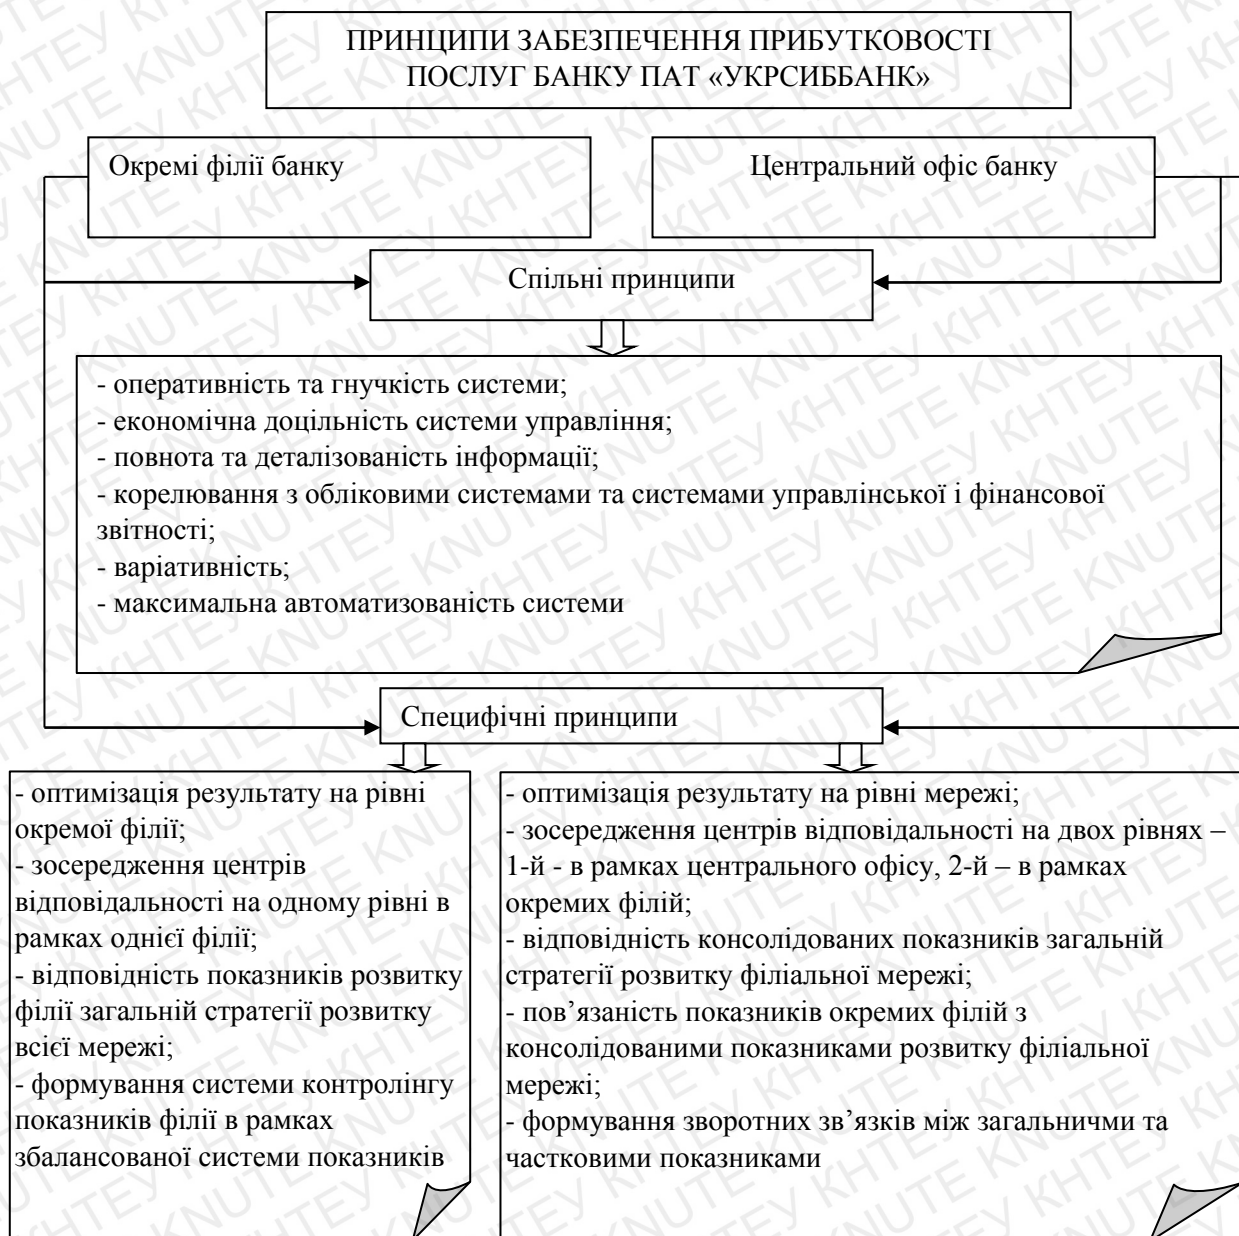 ПРИНЦИПИ ЗАБЕЗПЕЧЕННЯ ПРИБУТКОВОСТІ
ПОСЛУГ БАНКУ ПАТ «УКРСИББАНК»
Окремі філії банку
Центральний офіс банку
Спільні принципи
- оперативність та гнучкість системи;
- економічна доцільність системи управління;
- повнота та деталізованість інформації;
- корелювання з обліковими системами та системами управлінської і фінансової
звітності;
- варіативність;
- максимальна автоматизованість системи
Специфічні принципи
- оптимізація результату на рівні
окремої філії;
- зосередження центрів
відповідальності на одному рівні в
рамках однієї філії;
- відповідність показників розвитку
філії загальній стратегії розвитку
всієї мережі;
- формування системи контролінгу
показників філії в рамках
збалансованої системи показників
- оптимізація результату на рівні мережі;
- зосередження центрів відповідальності на двох рівнях –
1-й - в рамках центрального офісу, 2-й – в рамках
окремих філій;
- відповідність консолідованих показників загальній
стратегії розвитку філіальної мережі;
- пов’язаність показників окремих філій з
консолідованими показниками розвитку філіальної
мережі;
- формування зворотних зв’язків між загальничми та
частковими показниками